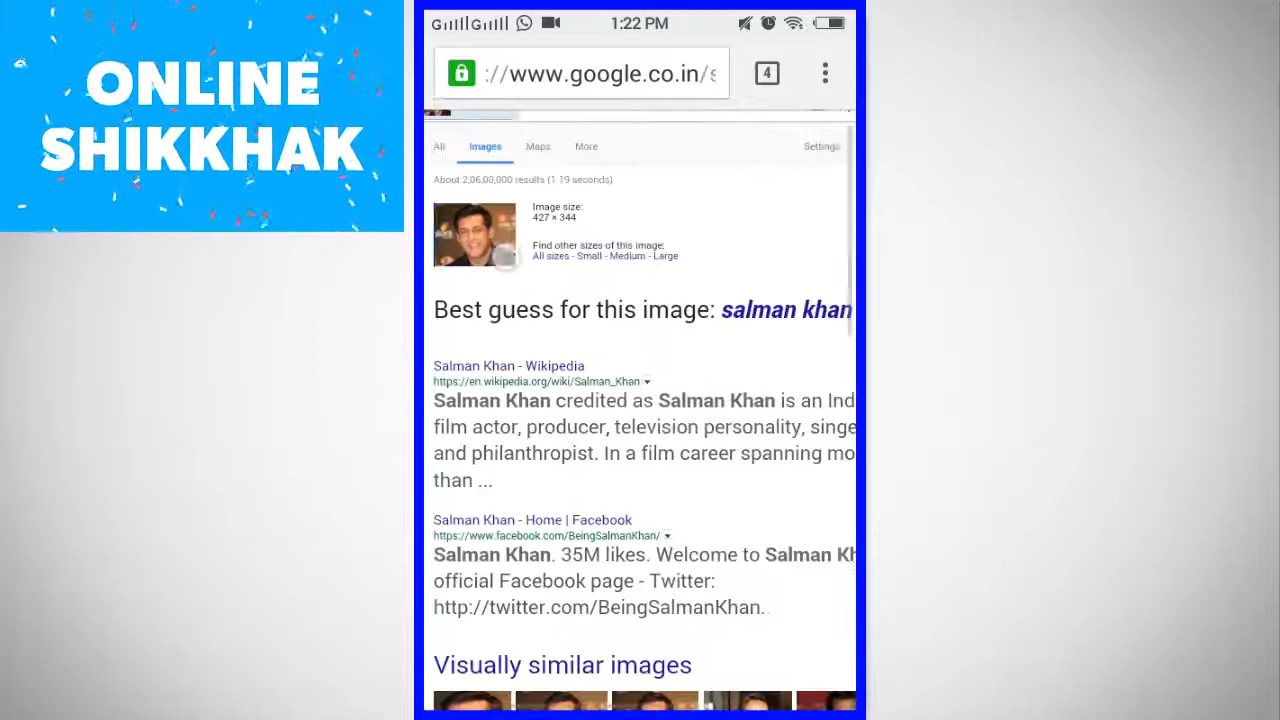 ONLINE
SHIKKHAK
1:22 PM
://www.google.co.in/s
4
All Images Maps More Settings
About 2,06,00,000 results (1 19 seconds)
Image size:
427 × 344
Find other sizes of this image:
All sizes - Small - Medium - Large
Best guess for this image: salman khan
Salman Khan - Wikipedia
https://en.wikipedia.org/wiki/Salman_Khan
Salman Khan credited as Salman Khan is an Ind
film actor, producer, television personality, singe
and philanthropist. In a film career spanning mo
than ...
Salman Khan - Home | Facebook
https://www.facebook.com/BeingSalmanKhan/
Salman Khan. 35M likes. Welcome to Salman Kh
official Facebook page - Twitter:
http://twitter.com/BeingSalmanKhan.
Visually similar images